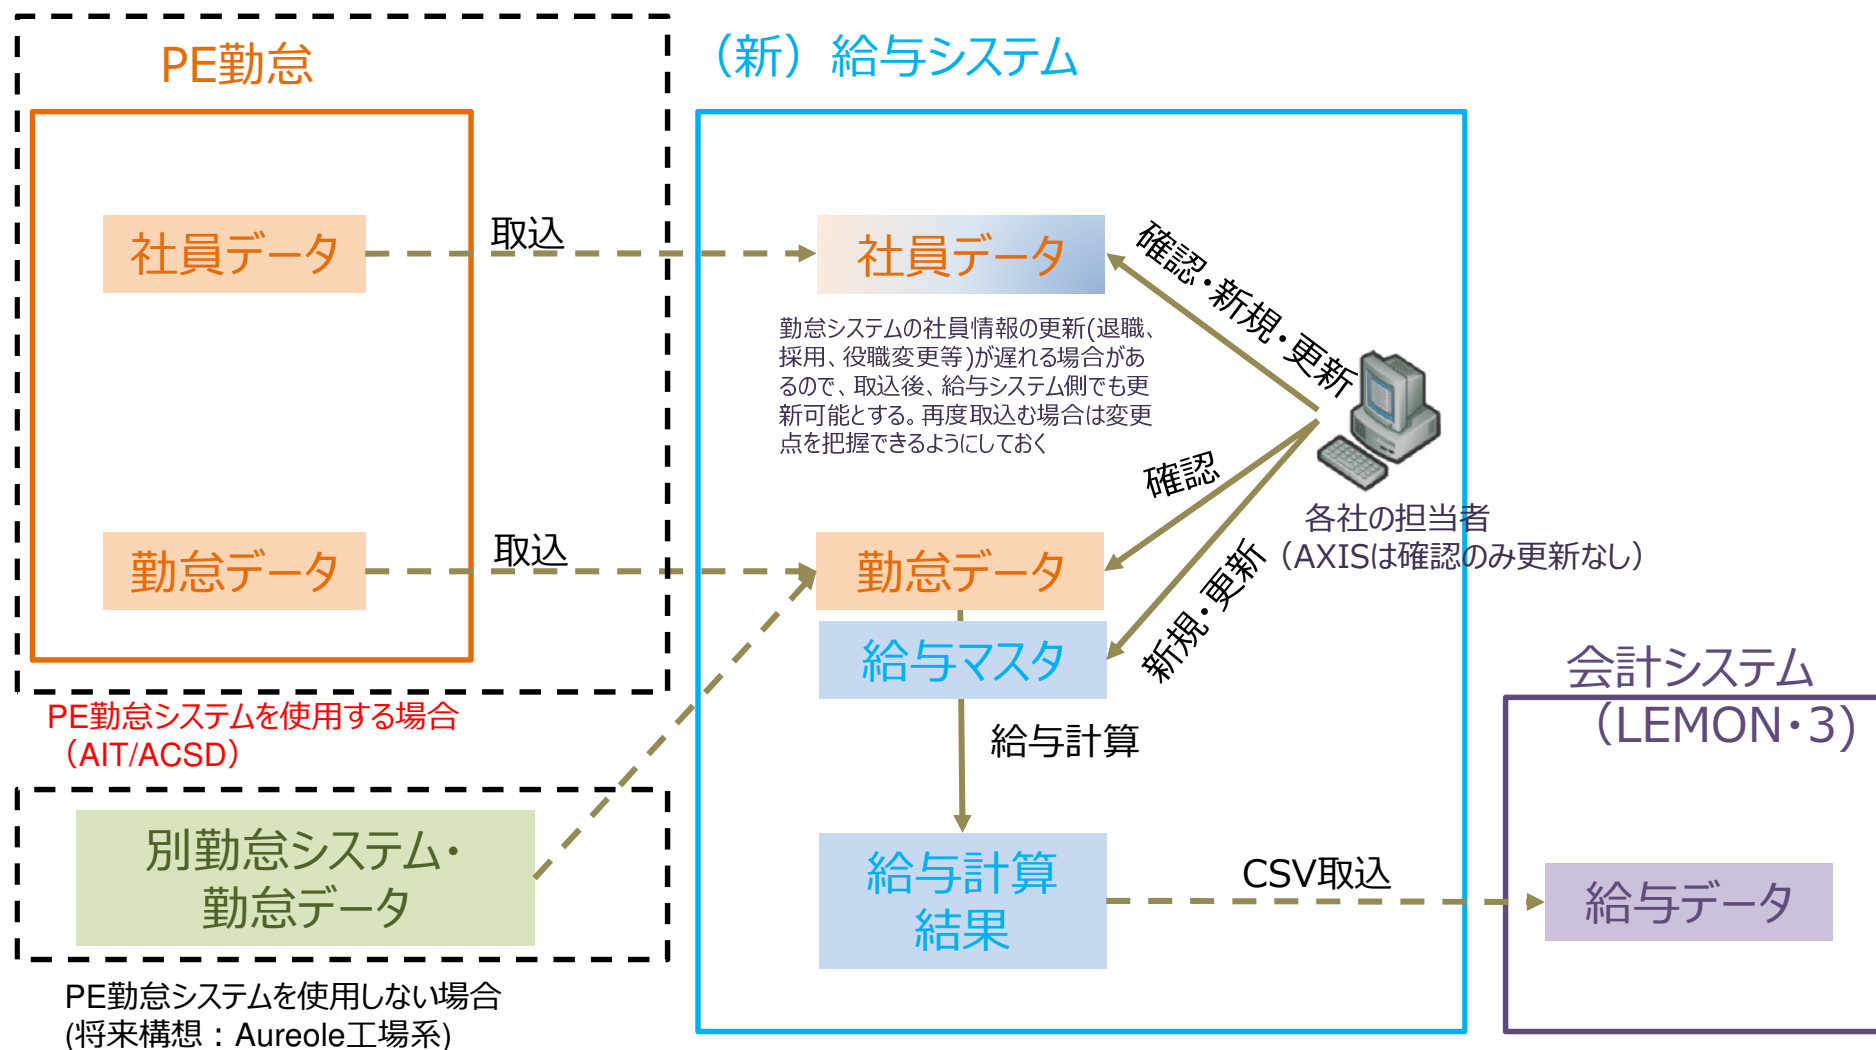 PE勤怠
（新）給与システム
社員データ
取込
社員データ
確認・新規・更新
勤怠システムの社員情報の更新(退職、
採用、役職変更等)が遅れる場合があ
るので、取込後、給与システム側でも更
新可能とする。再度取込む場合は変更
点を把握できるようにしておく
確認
各社の担当者
（AXISは確認のみ更新なし）
勤怠データ
取込
勤怠データ
新規・更新
給与マスタ
PE勤怠システムを使用する場合
（AIT/ACSD）
給与計算
会計システム
（LEMON・3)
別勤怠システム・
勤怠データ
給与計算
結果
CSV取込
給与データ
PE勤怠システムを使用しない場合
(将来構想：Aureole工場系)